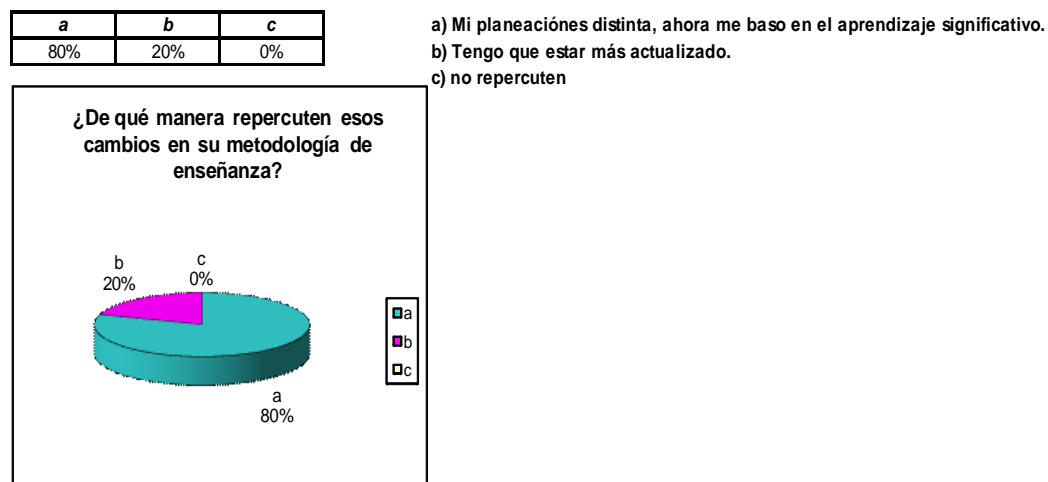 a b c
80% 20% 0%
a) Mi planeaciónes distinta, ahora me baso en el aprendizaje significativo.
b) Tengo que estar más actualizado.
c) no repercuten
¿De qué manera repercuten esos
cambios en su metodología de
enseñanza?
b
20%
c
0%
a
80%
a
b
c